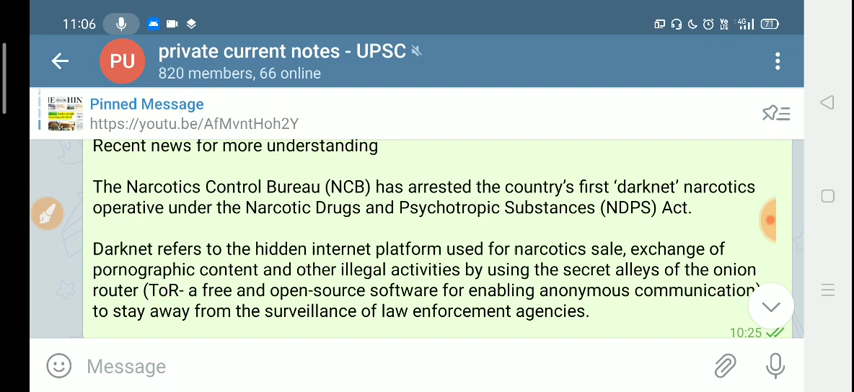 11:06
4G 71
PU
private current notes - UPSC
820 members, 66 online
Pinned Message
https://youtu.be/AfMvntHoh2Y
Recent news for more understanding
The Narcotics Control Bureau (NCB) has arrested the country's first 'darknet' narcotics
operative under the Narcotic Drugs and Psychotropic Substances (NDPS) Act.
Darknet refers to the hidden internet platform used for narcotics sale, exchange of
pornographic content and other illegal activities by using the secret alleys of the onion
router (ToR- a free and open-source software for enabling anonymous communication)
to stay away from the surveillance of law enforcement agencies.
10:25
Message